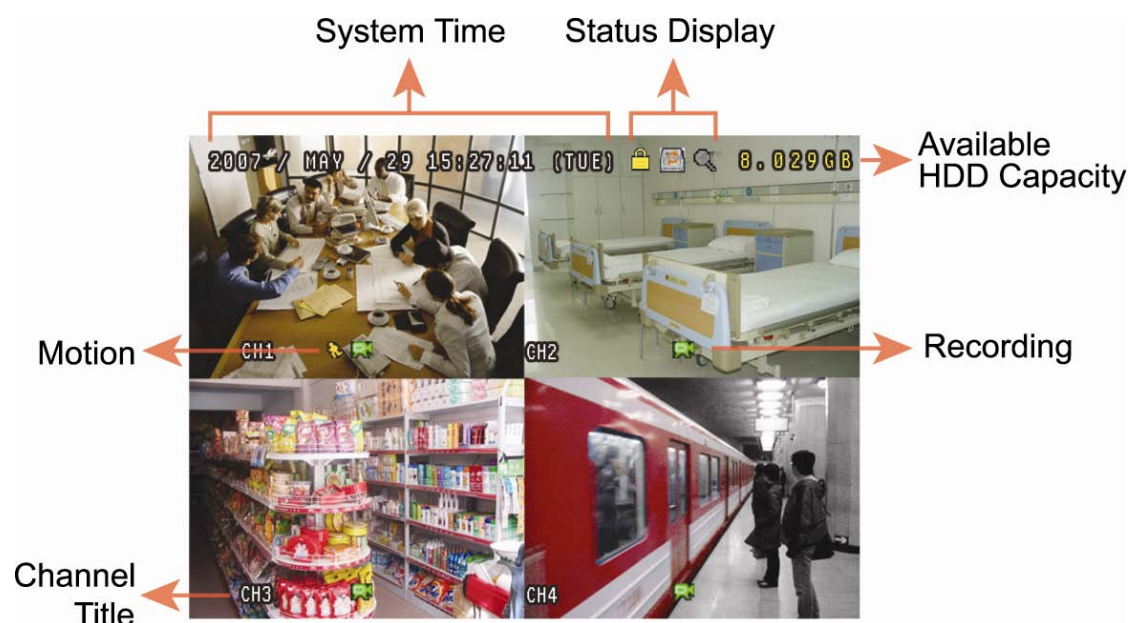 System Time
Status Display
2007 / MAY / 29 15:27:11 (TUE)
8.029GB
Available
HDD Capacity
Motion
CH1
CH2
Recording
Channel
Title
CH3
CH4